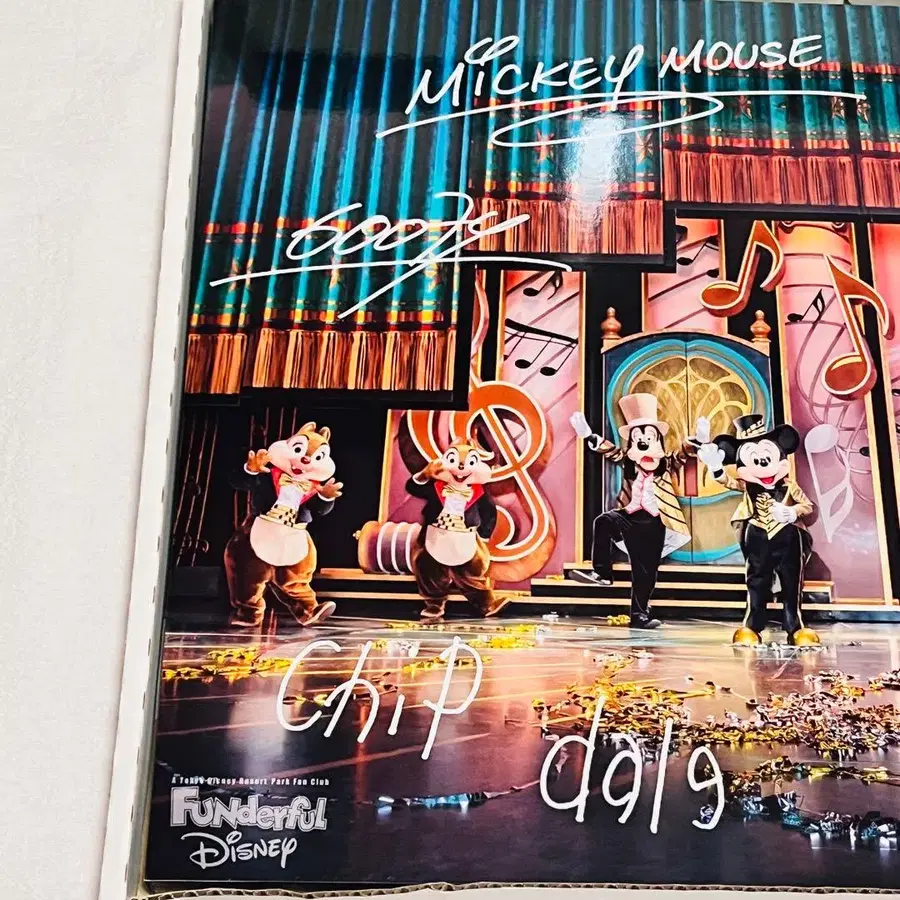 MICKEY MOUSE
Goofy
Chip
dale
A Tokyo Disney Resort Park Fan Club
FUNderful
Disney